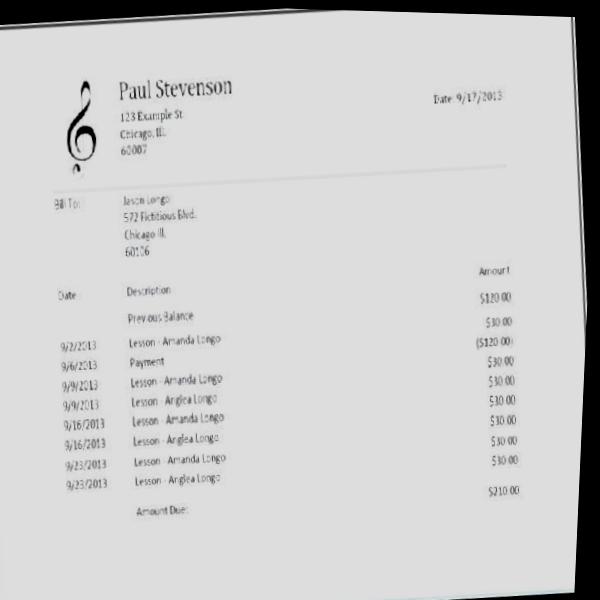 Paul Stevenson
123 Example St
Chicago, Ill.
60007
Date: 9/17/2013
Bill To:
Jason Longo
572 Fictitious Blvd.
Chicago Ill.
60106
Date Description Amount
Previous Balance $120.00
9/2/2013 Lesson - Amanda Longo $30.00
9/6/2013 Payment ($120.00)
9/9/2013 Lesson - Amanda Longo $30.00
9/9/2013 Lesson - Anglea Longo $30.00
9/16/2013 Lesson - Amanda Longo $30.00
9/16/2013 Lesson - Anglea Longo $30.00
9/23/2013 Lesson - Amanda Longo $30.00
9/23/2013 Lesson - Anglea Longo $30.00
Amount Due: $210.00